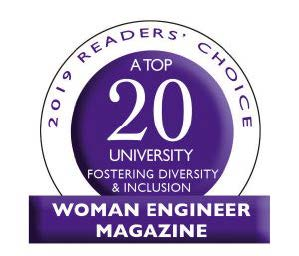 2019 READERS' CHOICE
A TOP
20
UNIVERSITY
FOSTERING DIVERSITY
& INCLUSION
WOMAN ENGINEER
MAGAZINE